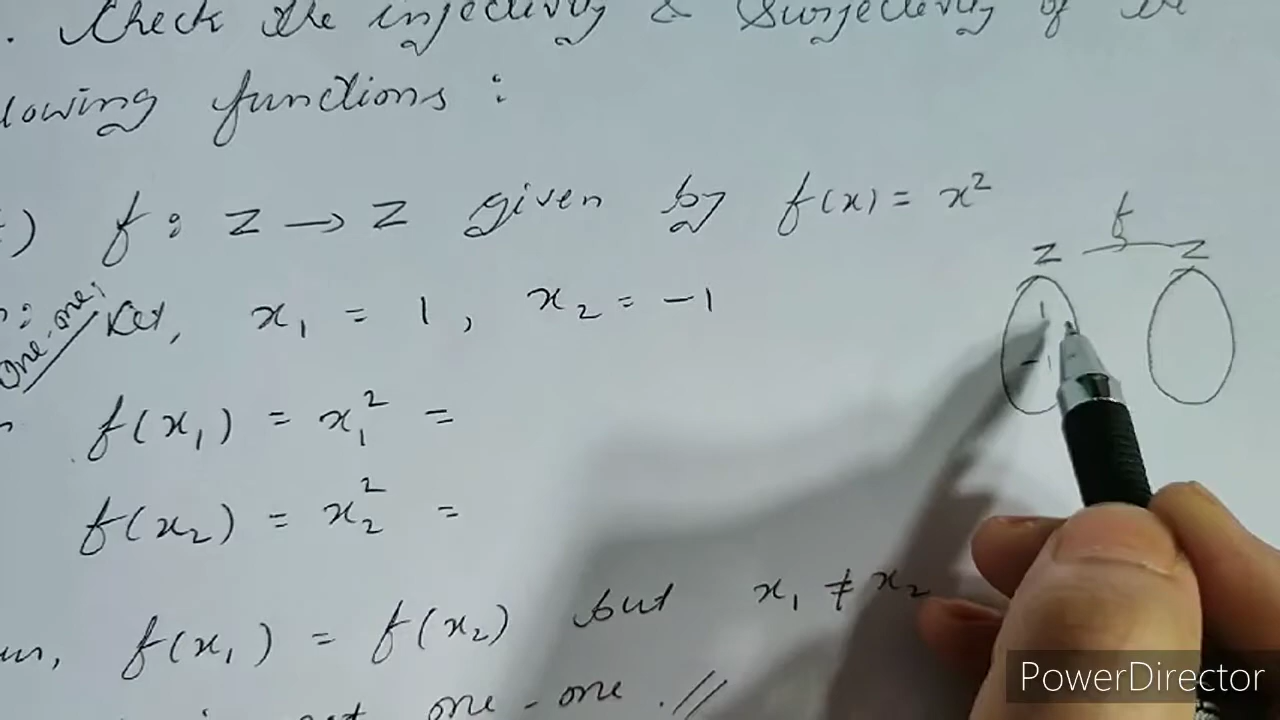 . Check the injectivity & Surjectivity of the
lowing functions :
) f : Z → Z given by f(x) = x²
f
Z Z
one-one;
Let, x₁ = 1, x₂ = -1
1
-1
f(x₁) = x₁² =
f(x₂) = x₂² =
f(x₁) = f(x₂) but x₁ ≠ x₂
one-one.//
PowerDirector